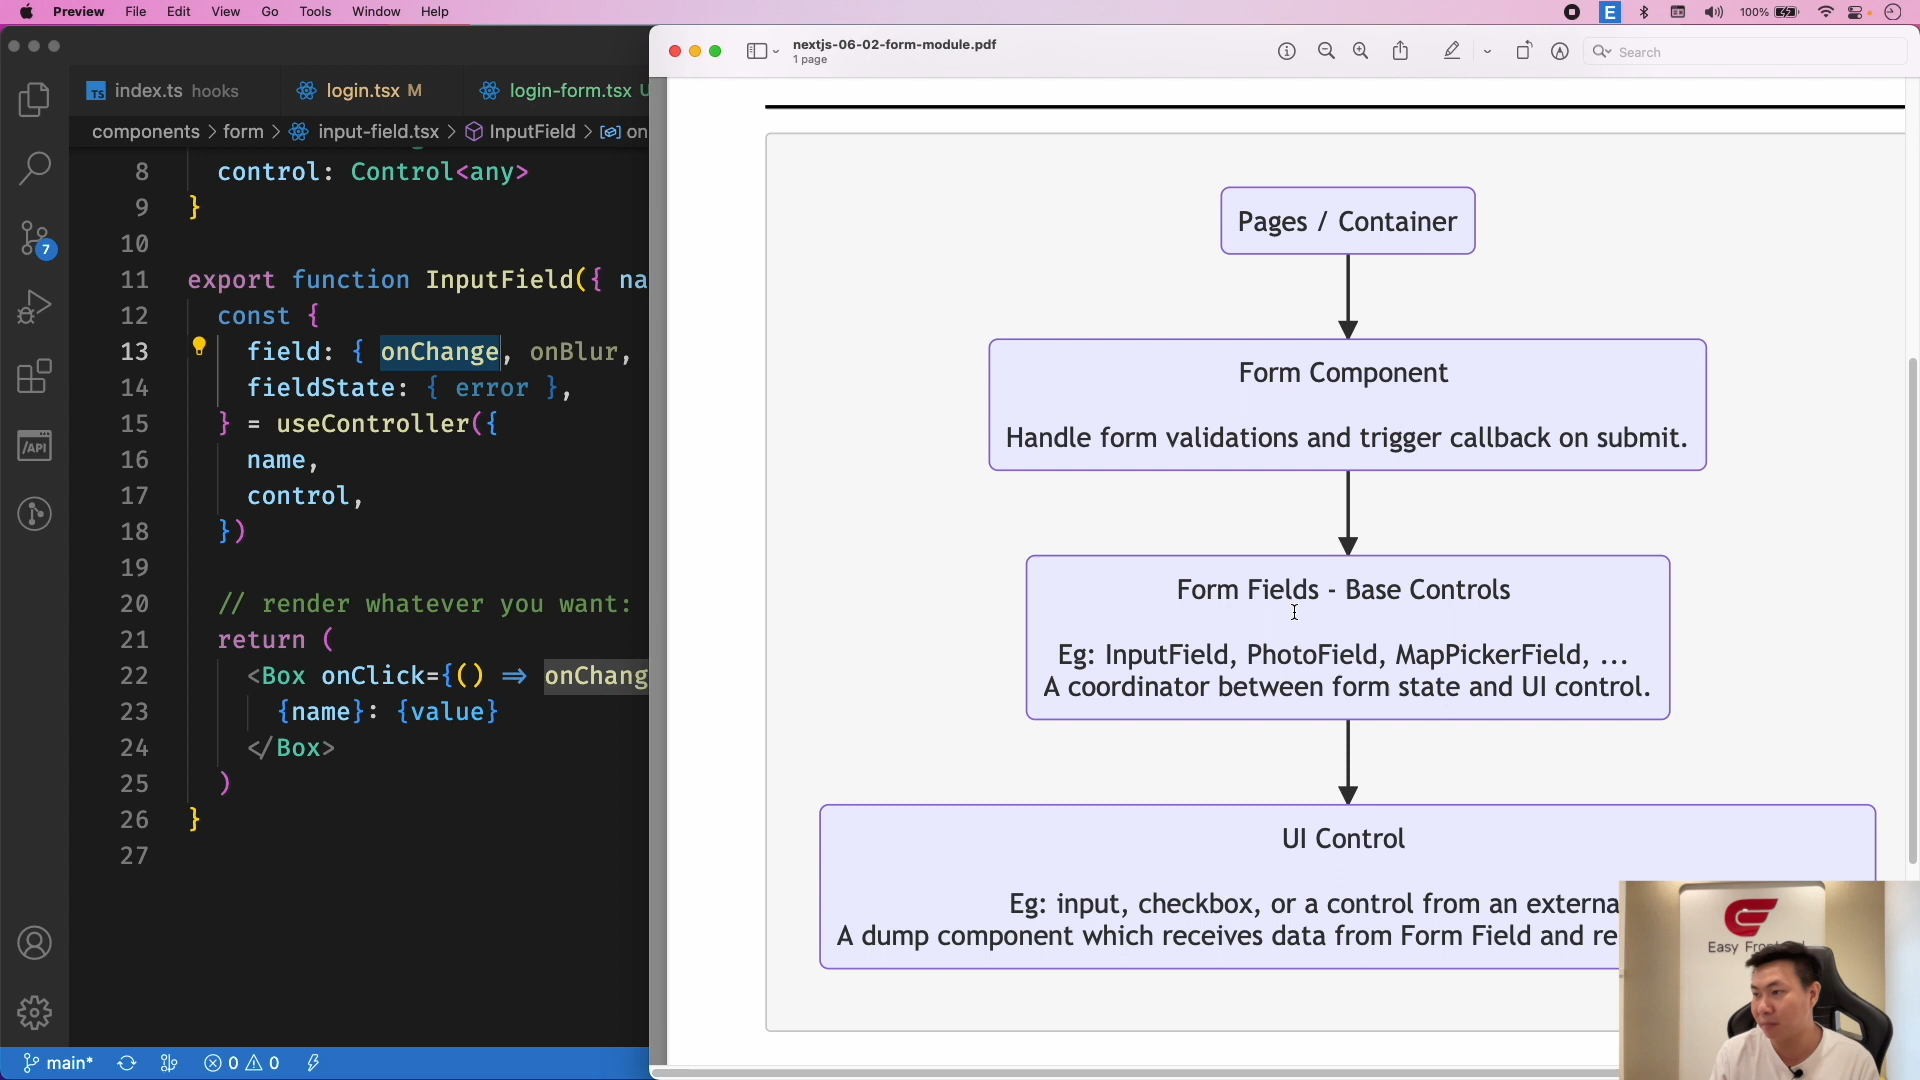 Preview File Edit View Go Tools Window Help
E 100%
index.ts hooks
login.tsx M
login-form.tsx
components > form > input-field.tsx > InputField > on
8 control: Control<any>
9 }
10
11 export function InputField({ na
12 const {
13 field: { onChange, onBlur,
14 fieldState: { error },
15 } = useController({
16 name,
17 control,
18 })
19
20 // render whatever you want:
21 return (
22 <Box onClick={() => onChang
23 {name}: {value}
24 </Box>
25 )
26 }
27
7
/API
main* 0 0
nextjs-06-02-form-module.pdf
1 page
Search
Pages / Container
Form Component
Handle form validations and trigger callback on submit.
Form Fields - Base Controls
Eg: InputField, PhotoField, MapPickerField, ...
A coordinator between form state and UI control.
UI Control
Eg: input, checkbox, or a control from an externa
A dump component which receives data from Form Field and re
Easy Fron